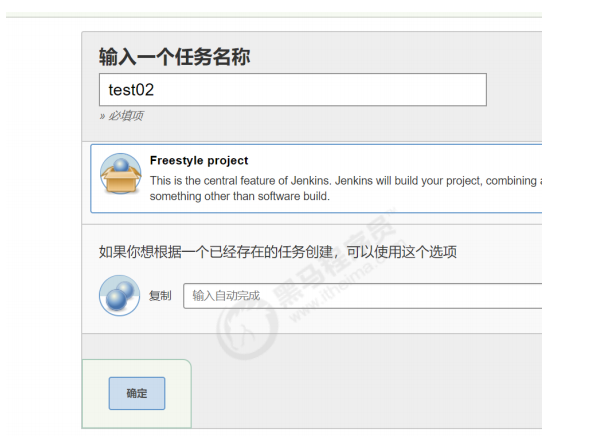 输入一个任务名称
test02
» 必填项
Freestyle project
This is the central feature of Jenkins. Jenkins will build your project, combining
something other than software build.
如果你想根据一个已经存在的任务创建，可以使用这个选项
复制
输入自动完成
黑马程序员
www.itheima.com
确定